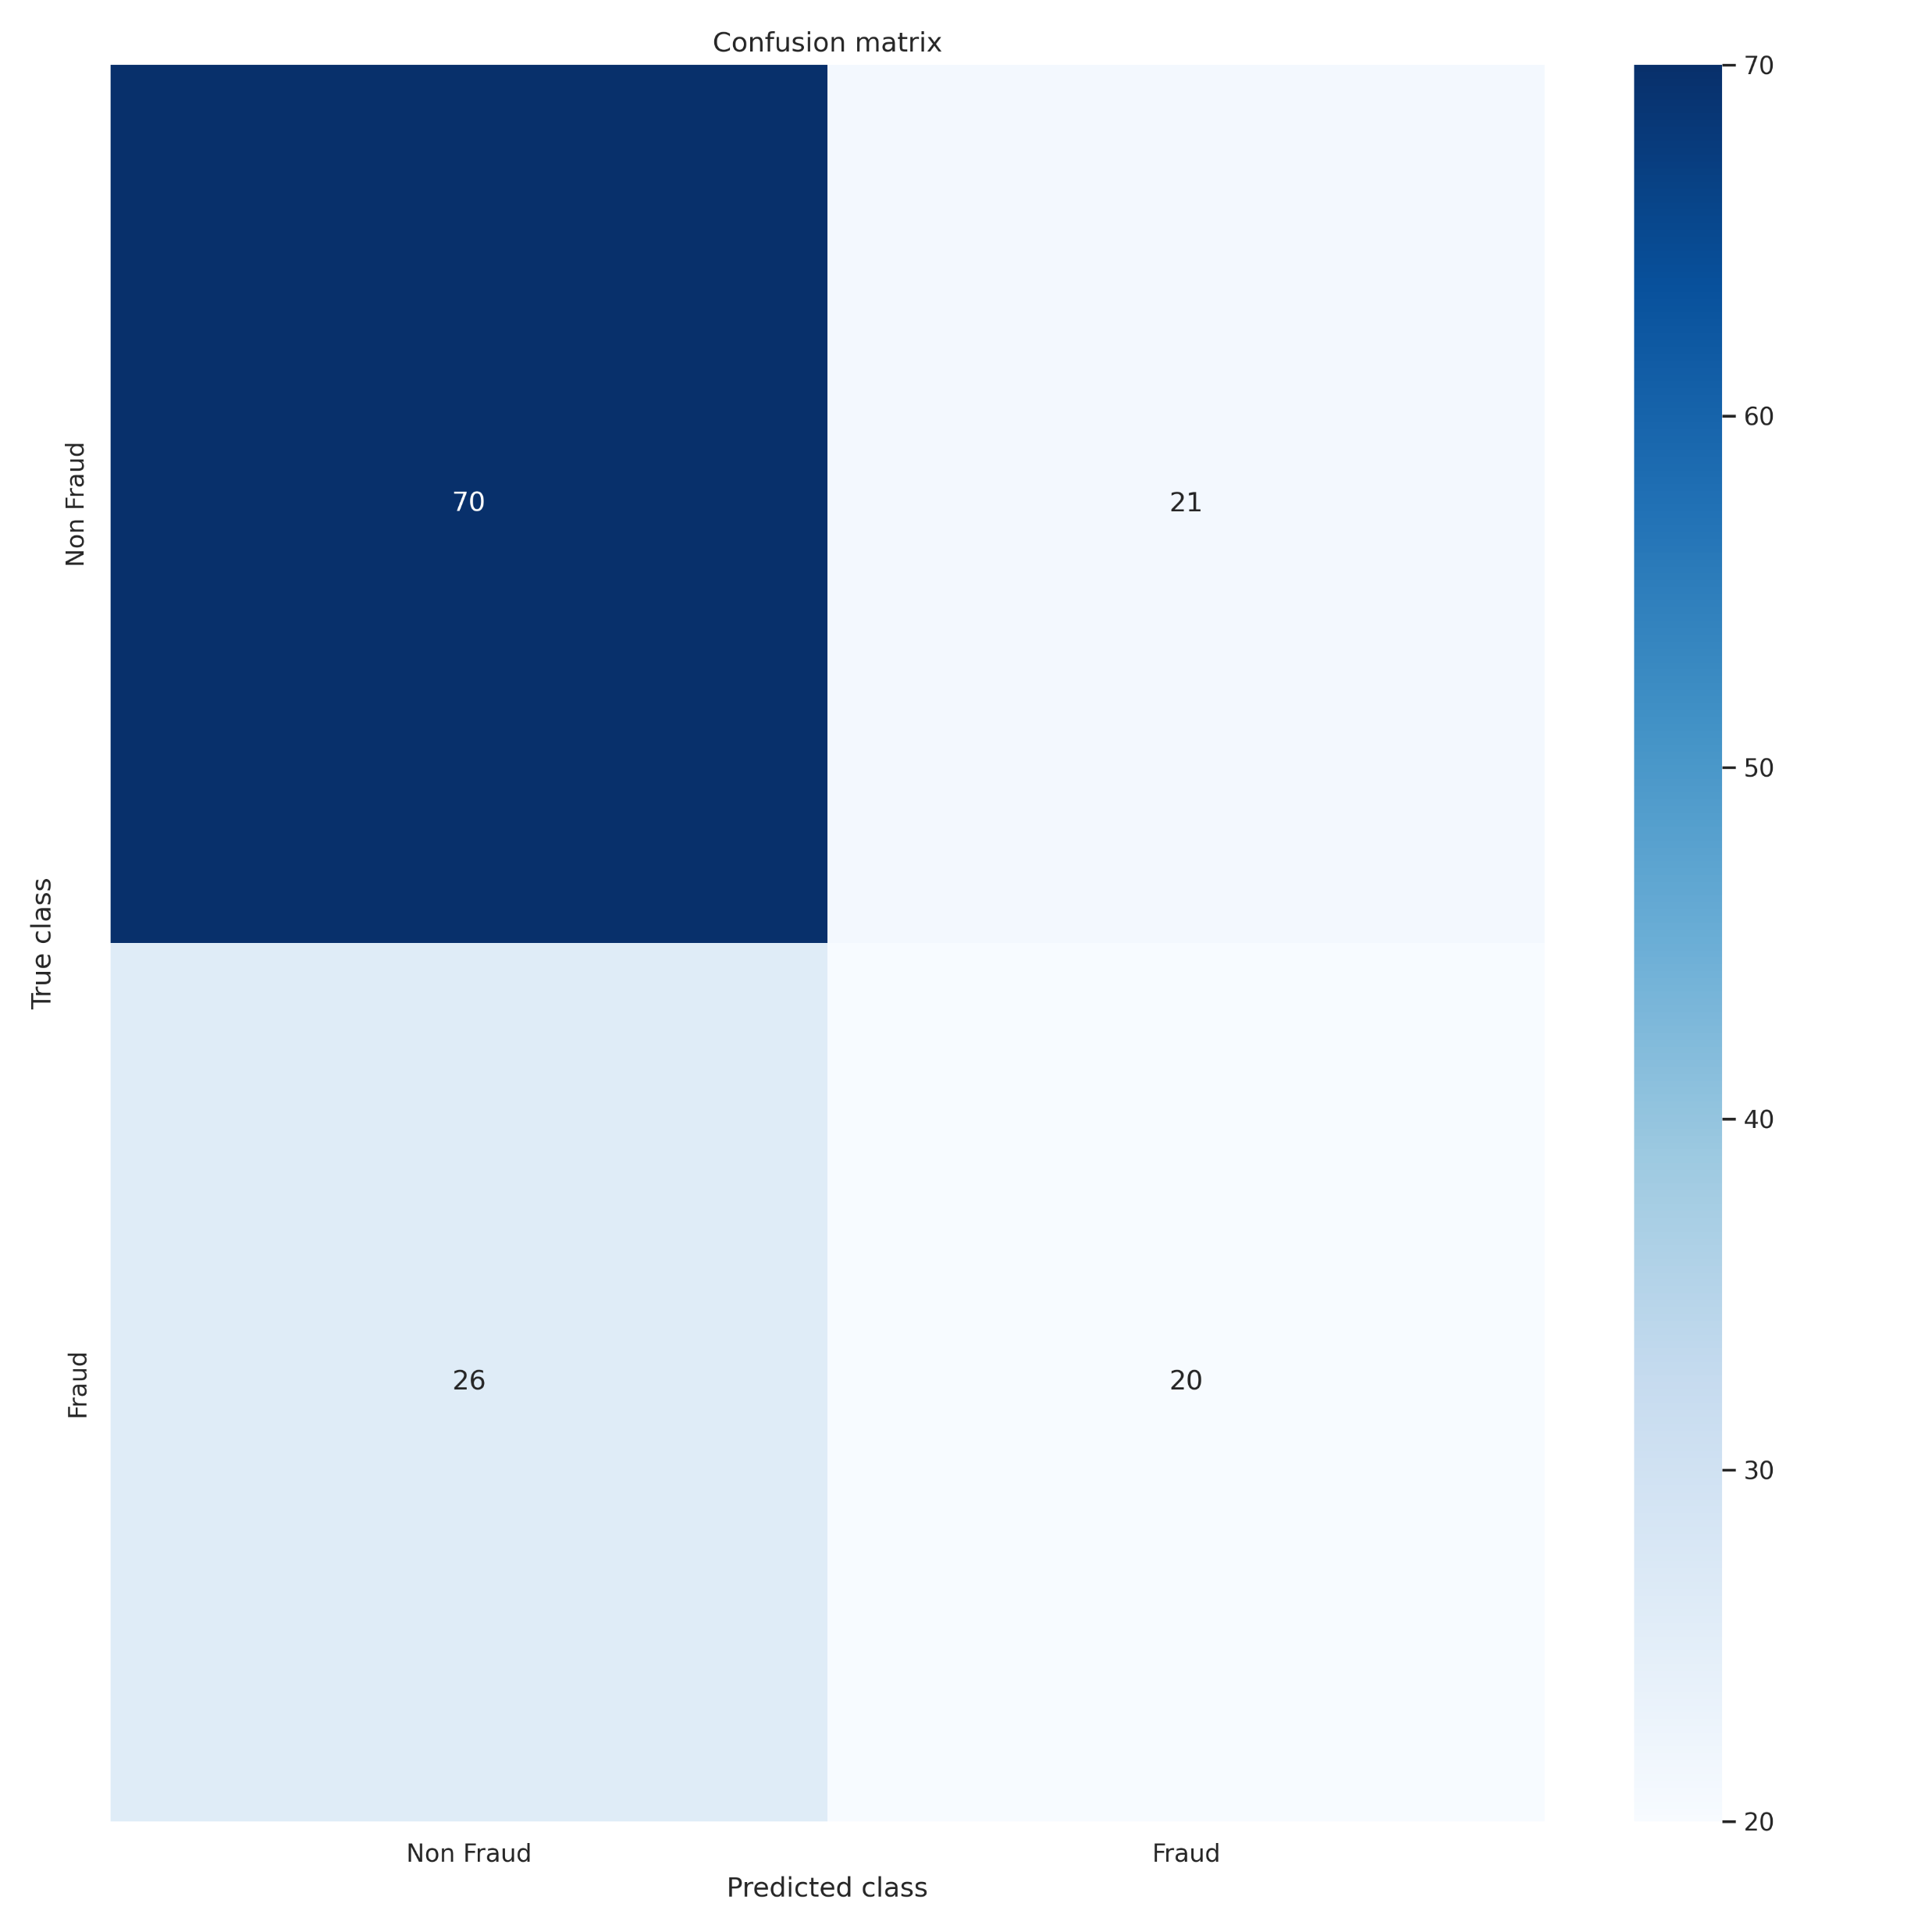 Confusion matrix
Non Fraud
Fraud
True class
70
21
26
20
Non Fraud
Fraud
Predicted class
70
60
50
40
30
20